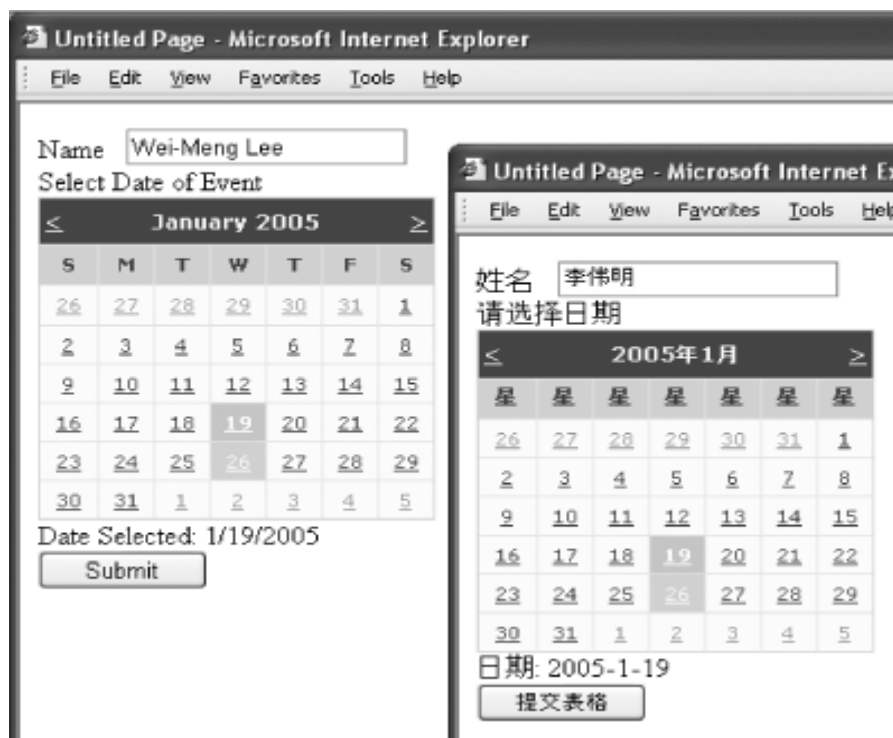 Untitled Page - Microsoft Internet Explorer
File Edit View Favorites Tools Help
Name Wei-Meng Lee
Select Date of Event
< January 2005 >
S M T W T F S
26 27 28 29 30 31 1
2 3 4 5 6 7 8
9 10 11 12 13 14 15
16 17 18 19 20 21 22
23 24 25 26 27 28 29
30 31 1 2 3 4 5
Date Selected: 1/19/2005
Submit
Untitled Page - Microsoft Internet Ex
File Edit View Favorites Tools Help
姓名 李伟明
请选择日期
< 2005年1月 >
星 星 星 星 星 星 星
26 27 28 29 30 31 1
2 3 4 5 6 7 8
9 10 11 12 13 14 15
16 17 18 19 20 21 22
23 24 25 26 27 28 29
30 31 1 2 3 4 5
日期: 2005-1-19
提交表格